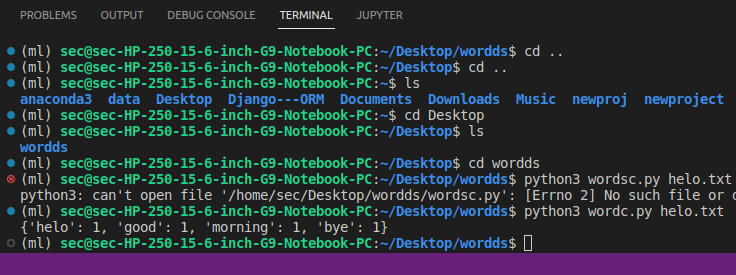 PROBLEMS OUTPUT DEBUG CONSOLE TERMINAL JUPYTER
(ml) sec@sec-HP-250-15-6-inch-G9-Notebook-PC:~/Desktop/wordds$ cd ..
(ml) sec@sec-HP-250-15-6-inch-G9-Notebook-PC:~/Desktop$ cd ..
(ml) sec@sec-HP-250-15-6-inch-G9-Notebook-PC:~$ ls
anaconda3 data Desktop Django---ORM Documents Downloads Music newproj newproject
(ml) sec@sec-HP-250-15-6-inch-G9-Notebook-PC:~$ cd Desktop
(ml) sec@sec-HP-250-15-6-inch-G9-Notebook-PC:~/Desktop$ ls
wordds
(ml) sec@sec-HP-250-15-6-inch-G9-Notebook-PC:~/Desktop$ cd wordds
(ml) sec@sec-HP-250-15-6-inch-G9-Notebook-PC:~/Desktop/wordds$ python3 wordsc.py helo.txt
python3: can't open file '/home/sec/Desktop/wordds/wordsc.py': [Errno 2] No such file or
(ml) sec@sec-HP-250-15-6-inch-G9-Notebook-PC:~/Desktop/wordds$ python3 wordc.py helo.txt
{'helo': 1, 'good': 1, 'morning': 1, 'bye': 1}
(ml) sec@sec-HP-250-15-6-inch-G9-Notebook-PC:~/Desktop/wordds$